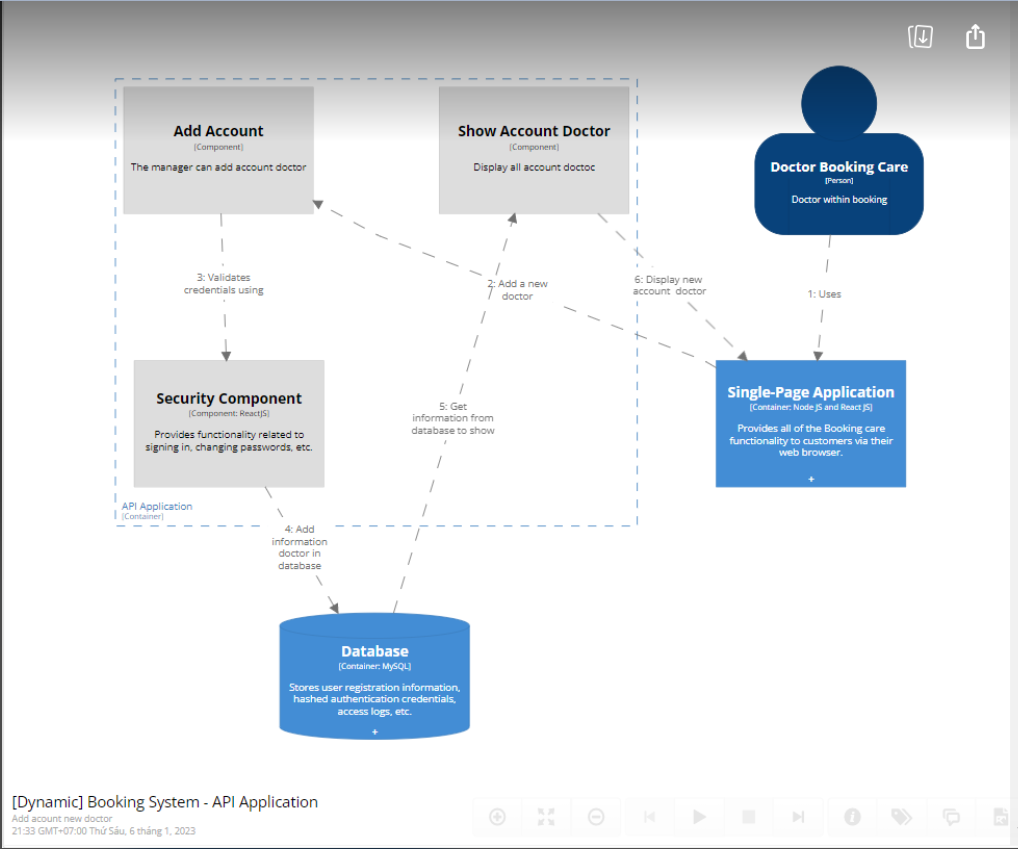 Add Account
[Component]
The manager can add account doctor
Show Account Doctor
[Component]
Display all account doctoc
Doctor Booking Care
[Person]
Doctor within booking
3: Validates
credentials using
2: Add a new
doctor
6: Display new
account doctor
1: Uses
Security Component
[Component: ReactJS]
Provides functionality related to
signing in, changing passwords, etc.
5: Get
information from
database to show
Single-Page Application
[Container: Node JS and React JS]
Provides all of the Booking care
functionality to customers via their
web browser.
+
API Application
[Container]
4: Add
information
doctor in
database
Database
[Container: MySQL]
Stores user registration information,
hashed authentication credentials,
access logs, etc.
+
[Dynamic] Booking System - API Application
Add acount new doctor
21:33 GMT+07:00 Thứ Sáu, 6 tháng 1, 2023